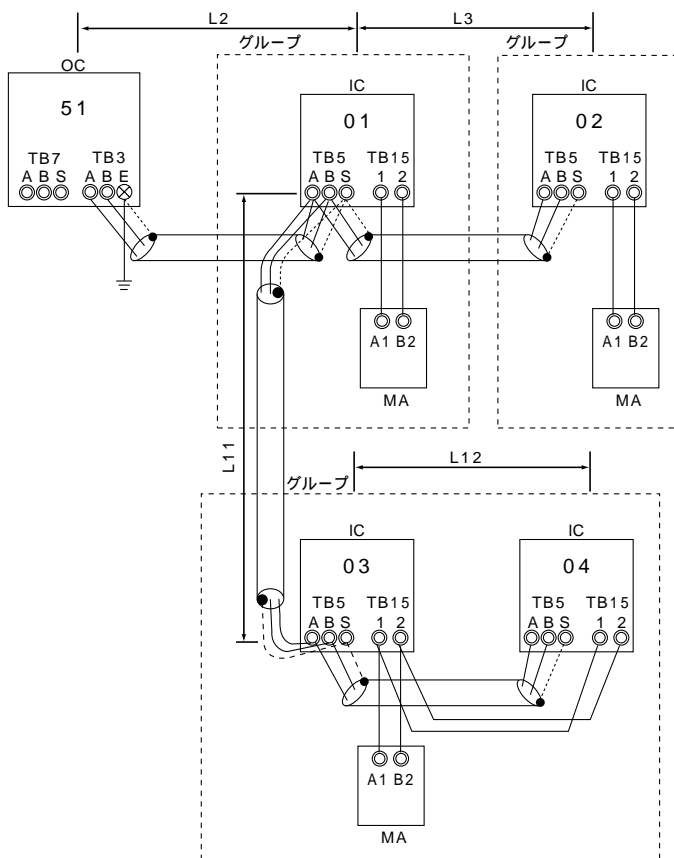 L2
L3
グループ
グループ
OC
51
TB7 TB3
A B S A B E
IC
01
TB5 TB15
A B S 1 2
IC
02
TB5 TB15
A B S 1 2
A1 B2
MA
A1 B2
MA
L11
L12
グループ
IC
03
TB5 TB15
A B S 1 2
IC
04
TB5 TB15
A B S 1 2
A1 B2
MA